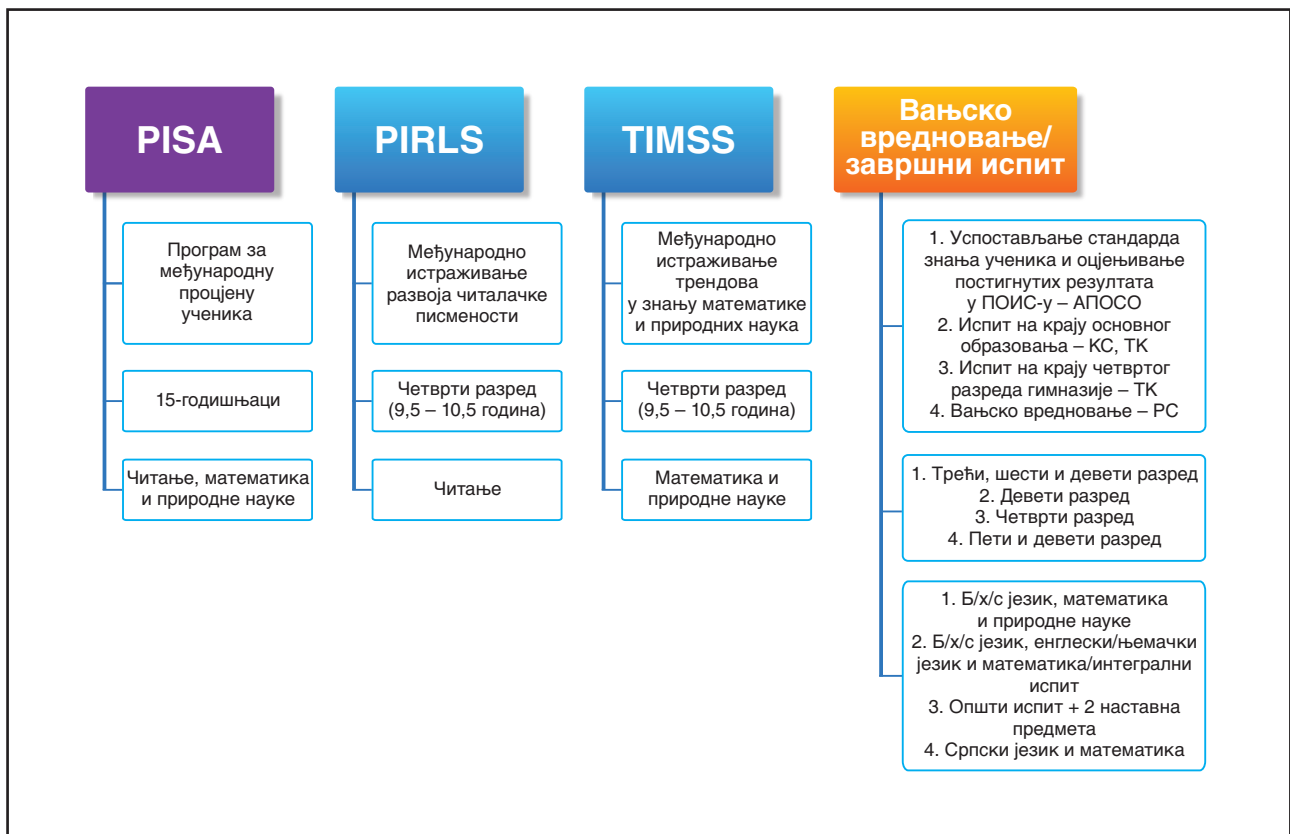 PISA
Програм за
међународну
процјену
ученика
15-годишњаци
Читање, математика
и природне науке
PIRLS
Међународно
истраживање
развоја читалачке
писмености
Четврти разред
(9,5 – 10,5 година)
Читање
TIMSS
Међународно
истраживање
трендова
у знању математике
и природних наука
Четврти разред
(9,5 – 10,5 година)
Математика и
природне науке
Вањско
вредновање/
завршни испит
1. Успостављање стандарда
знања ученика и оцјењивање
постигнутих резултата
у ПОИС-у – АПОСО
2. Испит на крају основног
образовања – КС, ТК
3. Испит на крају четвртог
разреда гимназије – ТК
4. Вањско вредновање – РС
1. Трећи, шести и девети разред
2. Девети разред
3. Четврти разред
4. Пети и девети разред
1. Б/х/с језик, математика
и природне науке
2. Б/х/с језик, енглески/њемачки
језик и математика/интегрални
испит
3. Општи испит + 2 наставна
предмета
4. Српски језик и математика